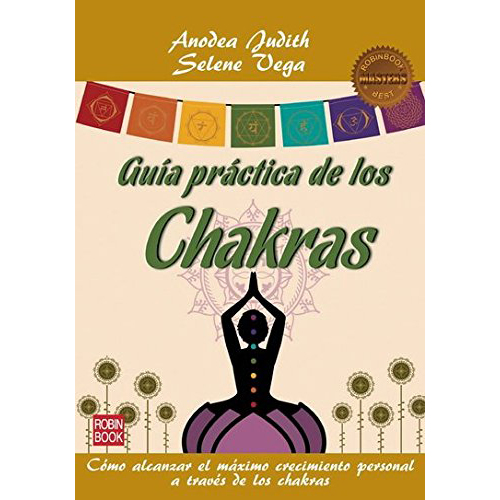 Anodea Judith
Selene Vega
ROBINBOOK
MASTERS
BEST
Guía práctica de los
Chakras
ROBIN
BOOK
Cómo alcanzar el máximo crecimiento personal
a través de los chakras